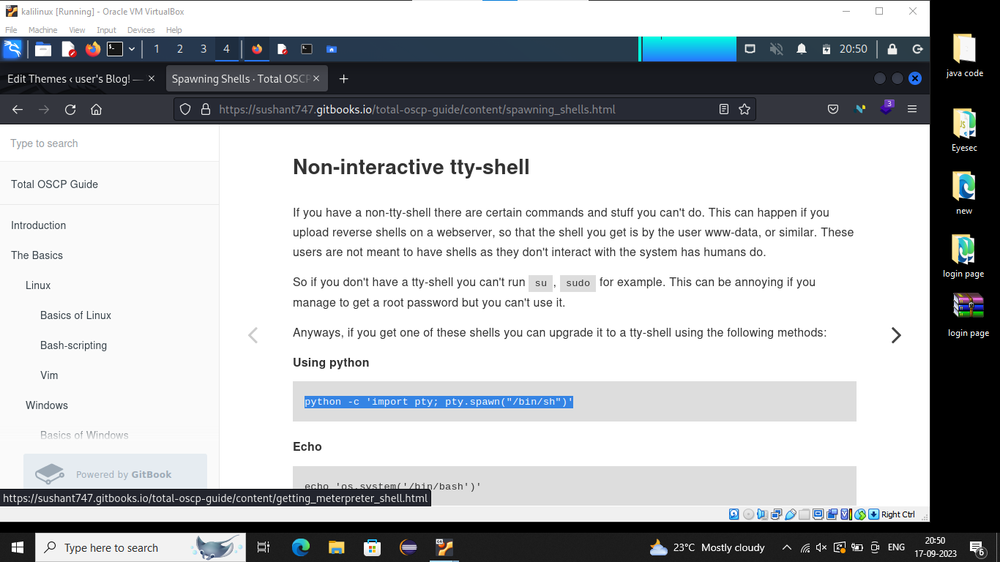 kalilinux [Running] - Oracle VM VirtualBox
File Machine View Input Devices Help
1 2 3 4 20:50
Edit Themes ‹ user's Blog! — Spawning Shells · Total OSCP
https://sushant747.gitbooks.io/total-oscp-guide/content/spawning_shells.html 3
Type to search
Total OSCP Guide
Introduction
The Basics
Linux
Basics of Linux
Bash-scripting
Vim
Windows
Basics of Windows
Powered by GitBook
Non-interactive tty-shell
If you have a non-tty-shell there are certain commands and stuff you can't do. This can happen if you
upload reverse shells on a webserver, so that the shell you get is by the user www-data, or similar. These
users are not meant to have shells as they don't interact with the system has humans do.
So if you don't have a tty-shell you can't run su, sudo for example. This can be annoying if you
manage to get a root password but you can't use it.
Anyways, if you get one of these shells you can upgrade it to a tty-shell using the following methods:
Using python
python -c 'import pty; pty.spawn("/bin/sh")'
Echo
echo 'os.system('/bin/bash')'
https://sushant747.gitbooks.io/total-oscp-guide/content/getting_meterpreter_shell.html
Right Ctrl
java code
JS
Eyesec
new
login page
login page
Type here to search
23°C Mostly cloudy
ENG
20:50
17-09-2023
6